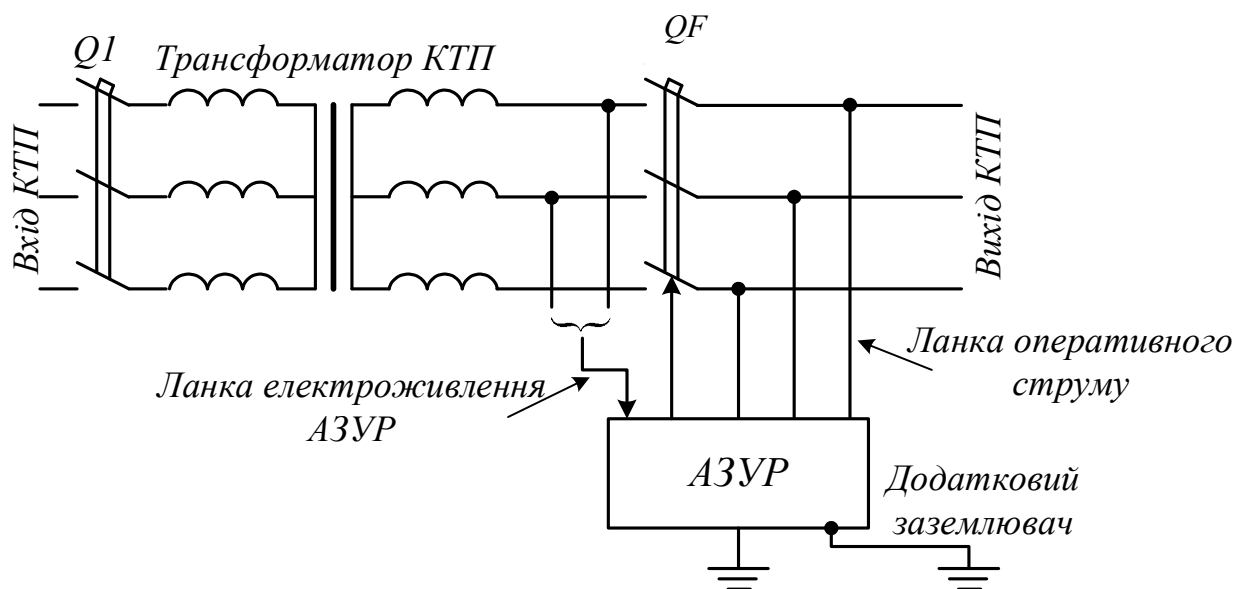 Q1
Трансформатор КТП
QF
Вхід КТП
Вихід КТП
Ланка оперативного
струму
Ланка електроживлення
АЗУР
АЗУР
Додатковий
заземлювач